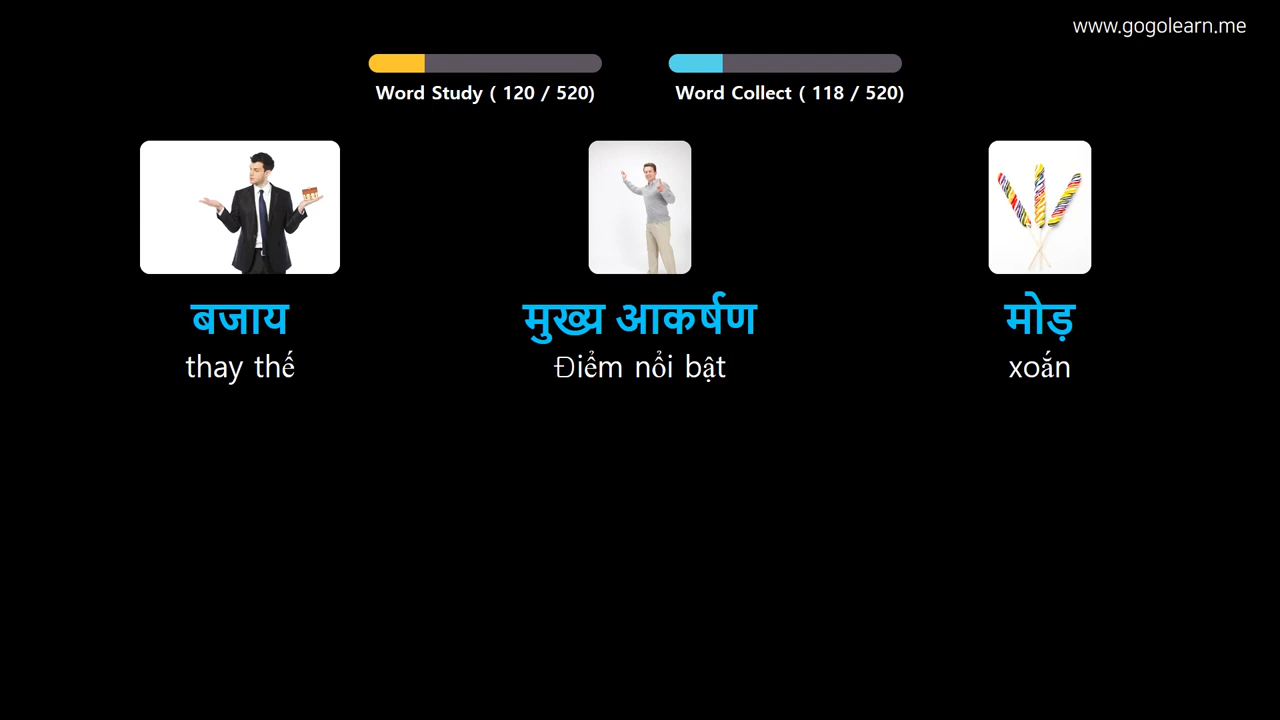 www.gogolearn.me
Word Study ( 120 / 520)
Word Collect ( 118 / 520)
बजाय
मुख्य आकर्षण
मोड़
thay thế
Điểm nổi bật
xoắn